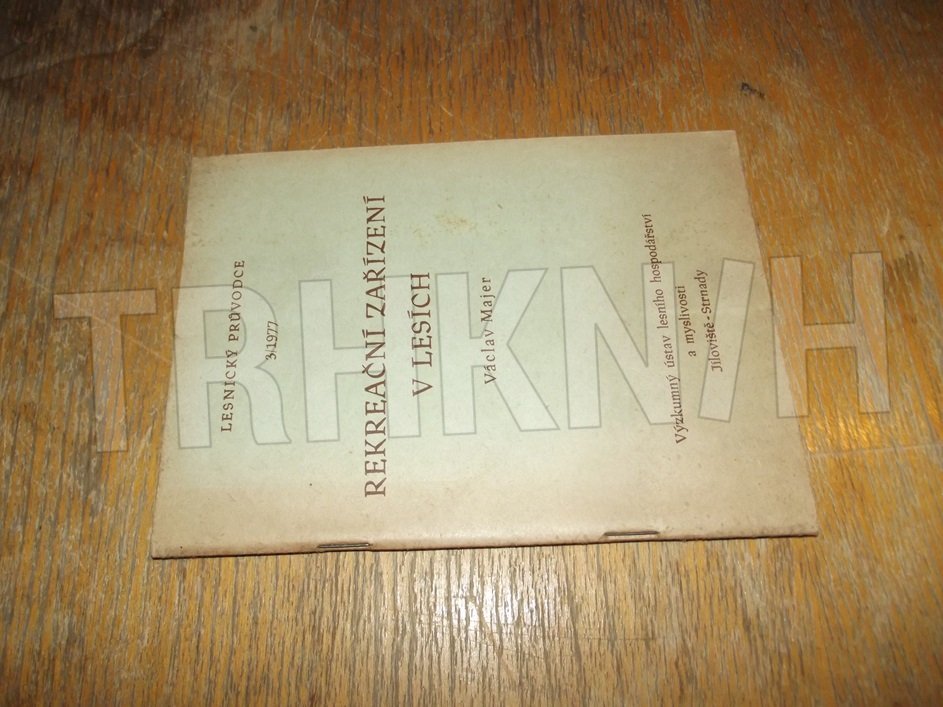 LESNICKÝ PRŮVODCE
3/1977
REKREAČNÍ ZAŘÍZENÍ
V LESÍCH
Václav Majer
Výzkumný ústav lesního hospodářství
a myslivosti
Jíloviště - Strnady
TRHKNIH